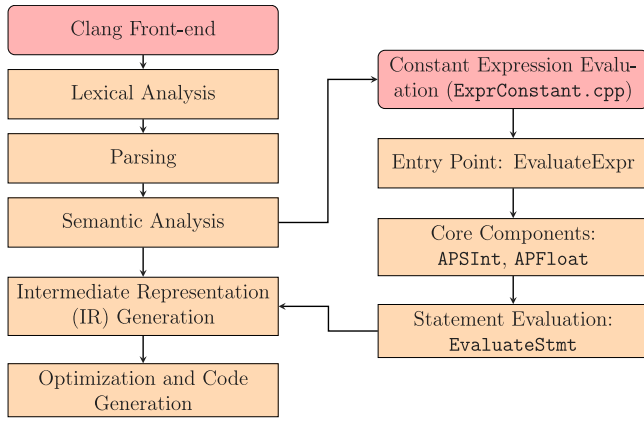 Clang Front-end
Lexical Analysis
Parsing
Semantic Analysis
Intermediate Representation
(IR) Generation
Optimization and Code
Generation
Constant Expression Evalu-
ation (ExprConstant.cpp)
Entry Point: EvaluateExpr
Core Components:
APSInt, APFloat
Statement Evaluation:
EvaluateStmt